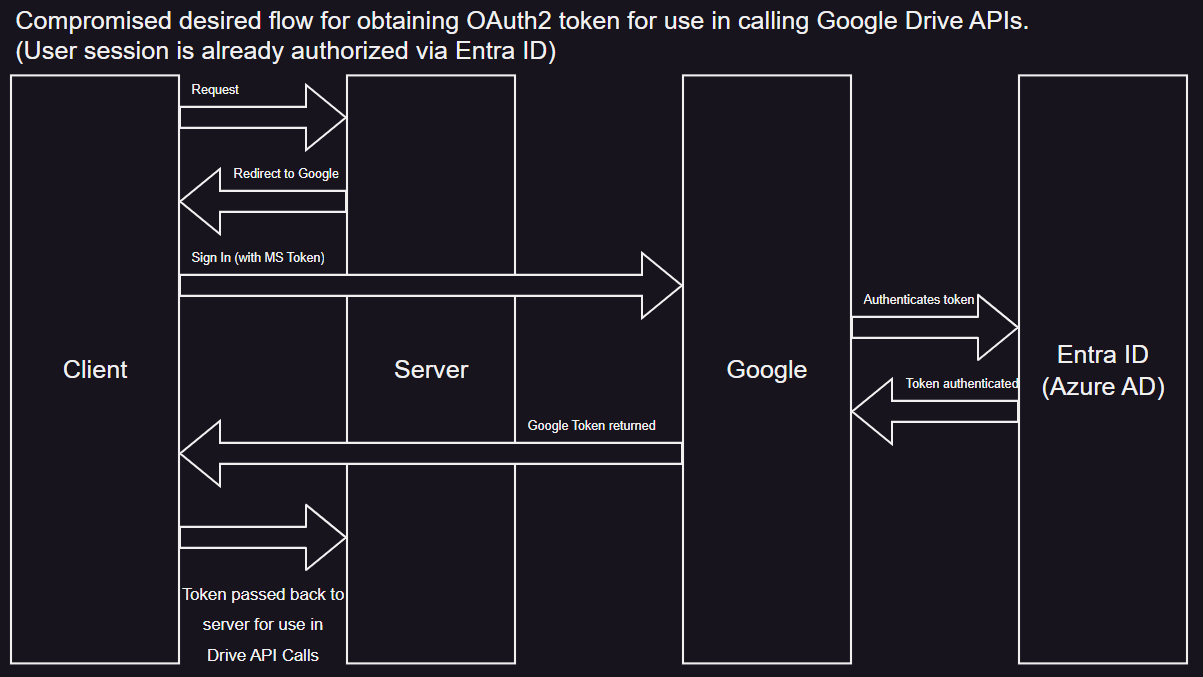 Compromised desired flow for obtaining OAuth2 token for use in calling Google Drive APIs.
(User session is already authorized via Entra ID)
Request
Redirect to Google
Sign In (with MS Token)
Authenticates token
Client
Server
Google
Entra ID
(Azure AD)
Token authenticated
Google Token returned
Token passed back to
server for use in
Drive API Calls